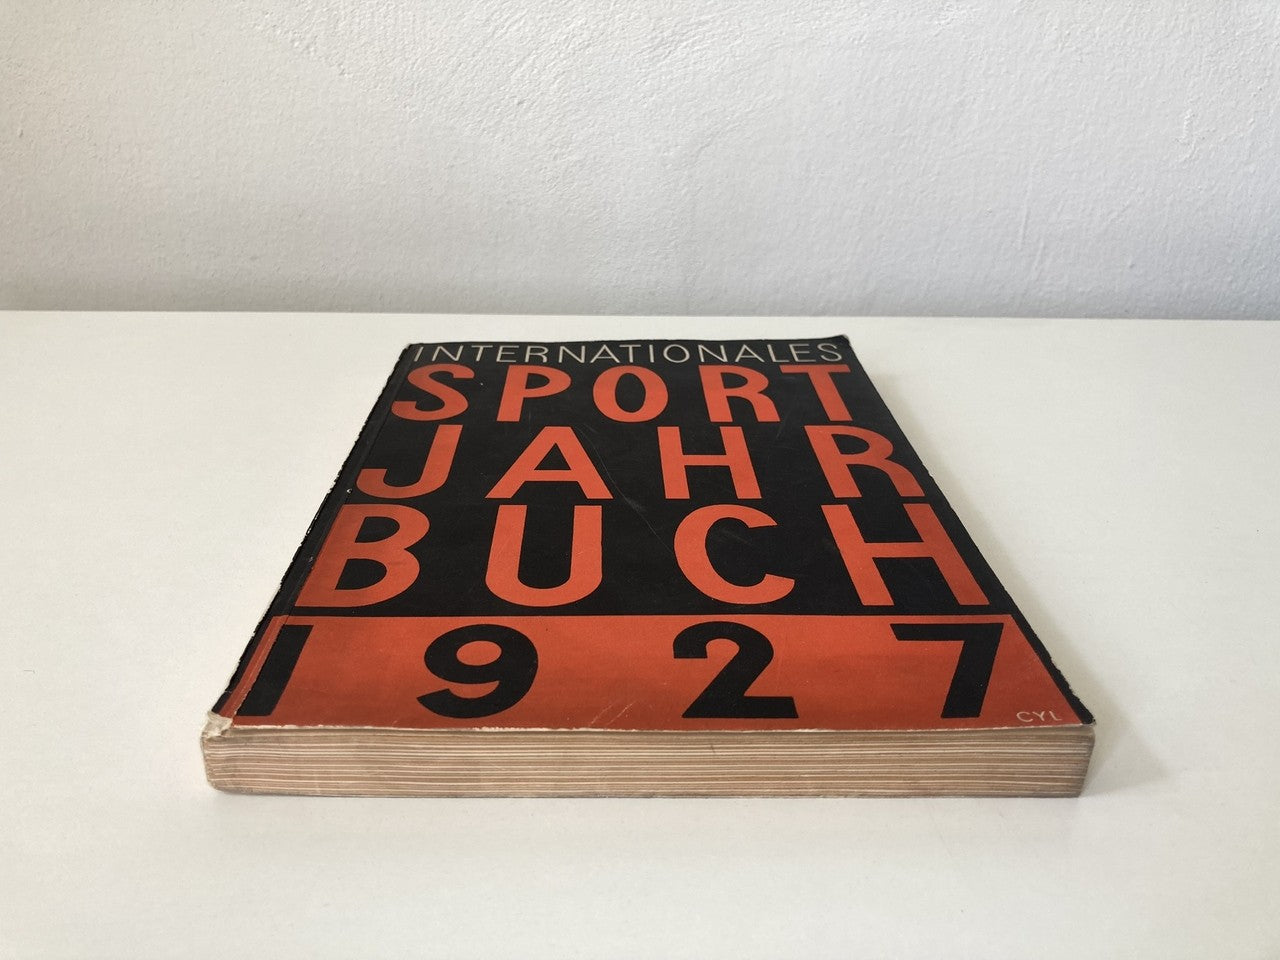 INTERNATIONALES
SPORT
JAHR
BUCH
1927
CYL